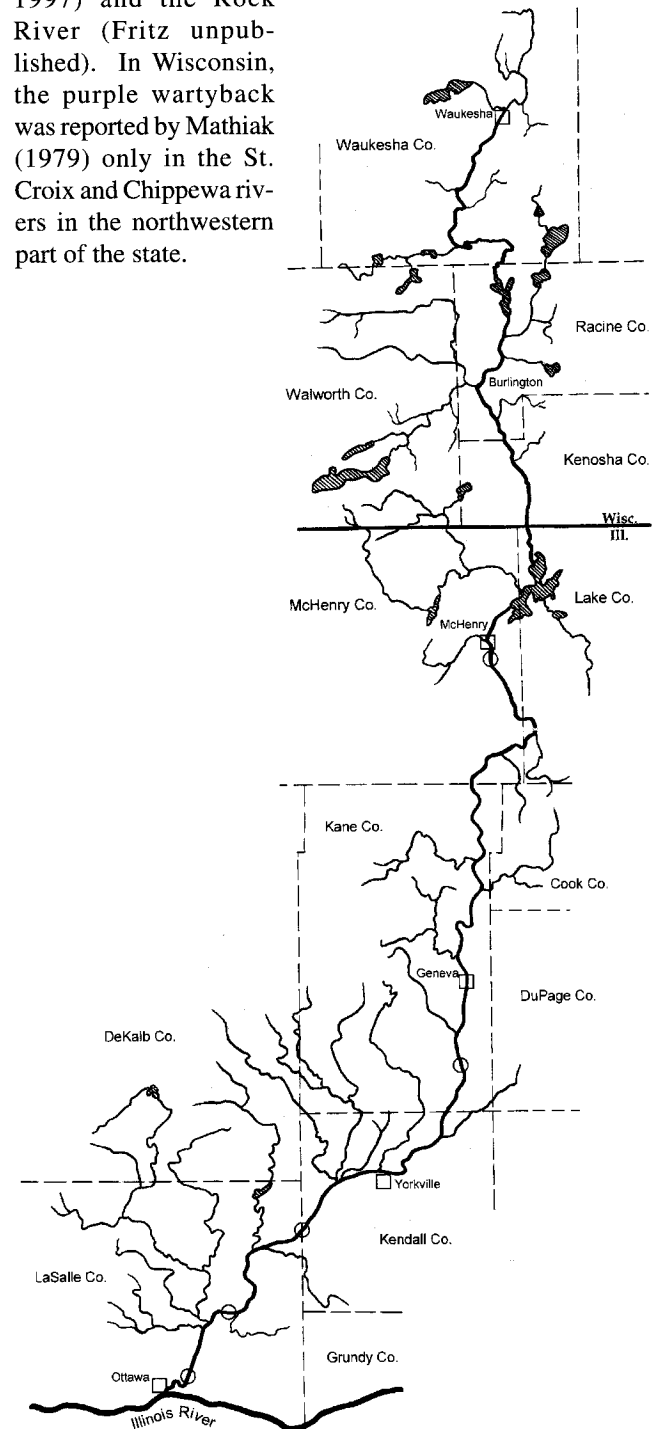 1997) and the Rock
River (Fritz unpub-
lished). In Wisconsin,
the purple wartyback
was reported by Mathiak
(1979) only in the St.
Croix and Chippewa riv-
ers in the northwestern
part of the state.
Waukesha
Waukesha Co.
Racine Co.
Burlington
Walworth Co.
Kenosha Co.
Wisc.
Ill.
McHenry Co.
Lake Co.
McHenry
Kane Co.
Cook Co.
Geneva
DuPage Co.
DeKalb Co.
Yorkville
Kendall Co.
LaSalle Co.
Grundy Co.
Ottawa
Illinois River